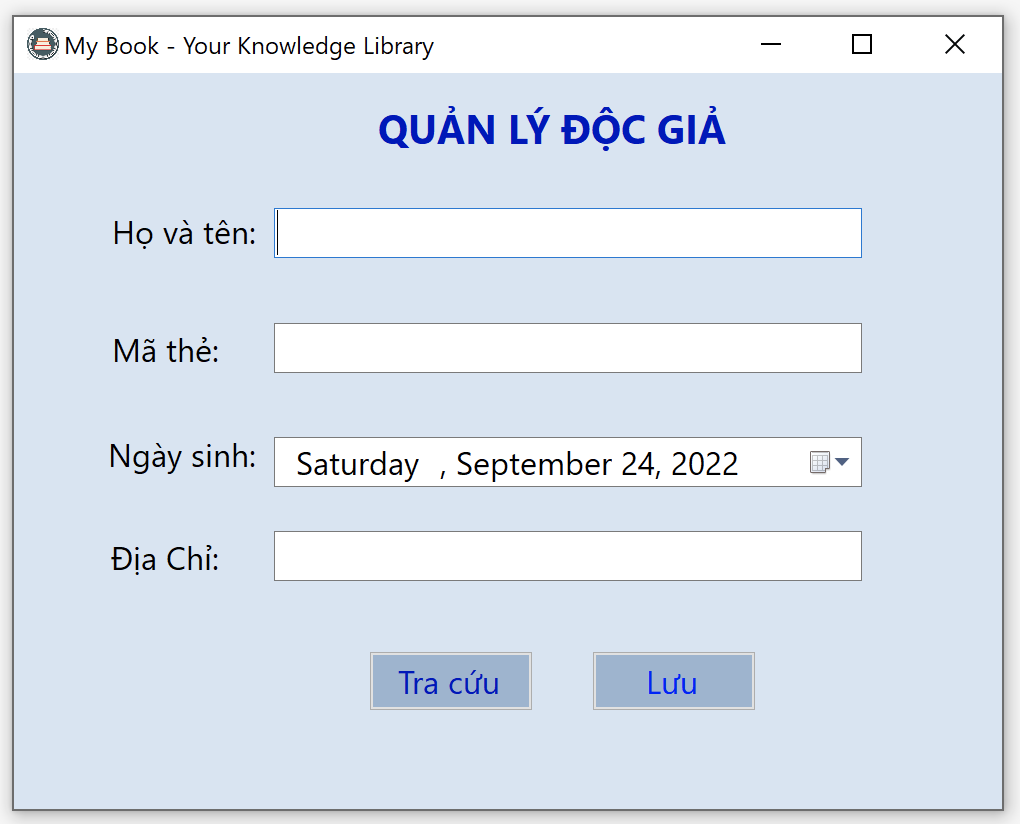 My Book - Your Knowledge Library
QUẢN LÝ ĐỘC GIẢ
Họ và tên:
Mã thẻ:
Ngày sinh: Saturday , September 24, 2022
Địa Chỉ:
Tra cứu Lưu